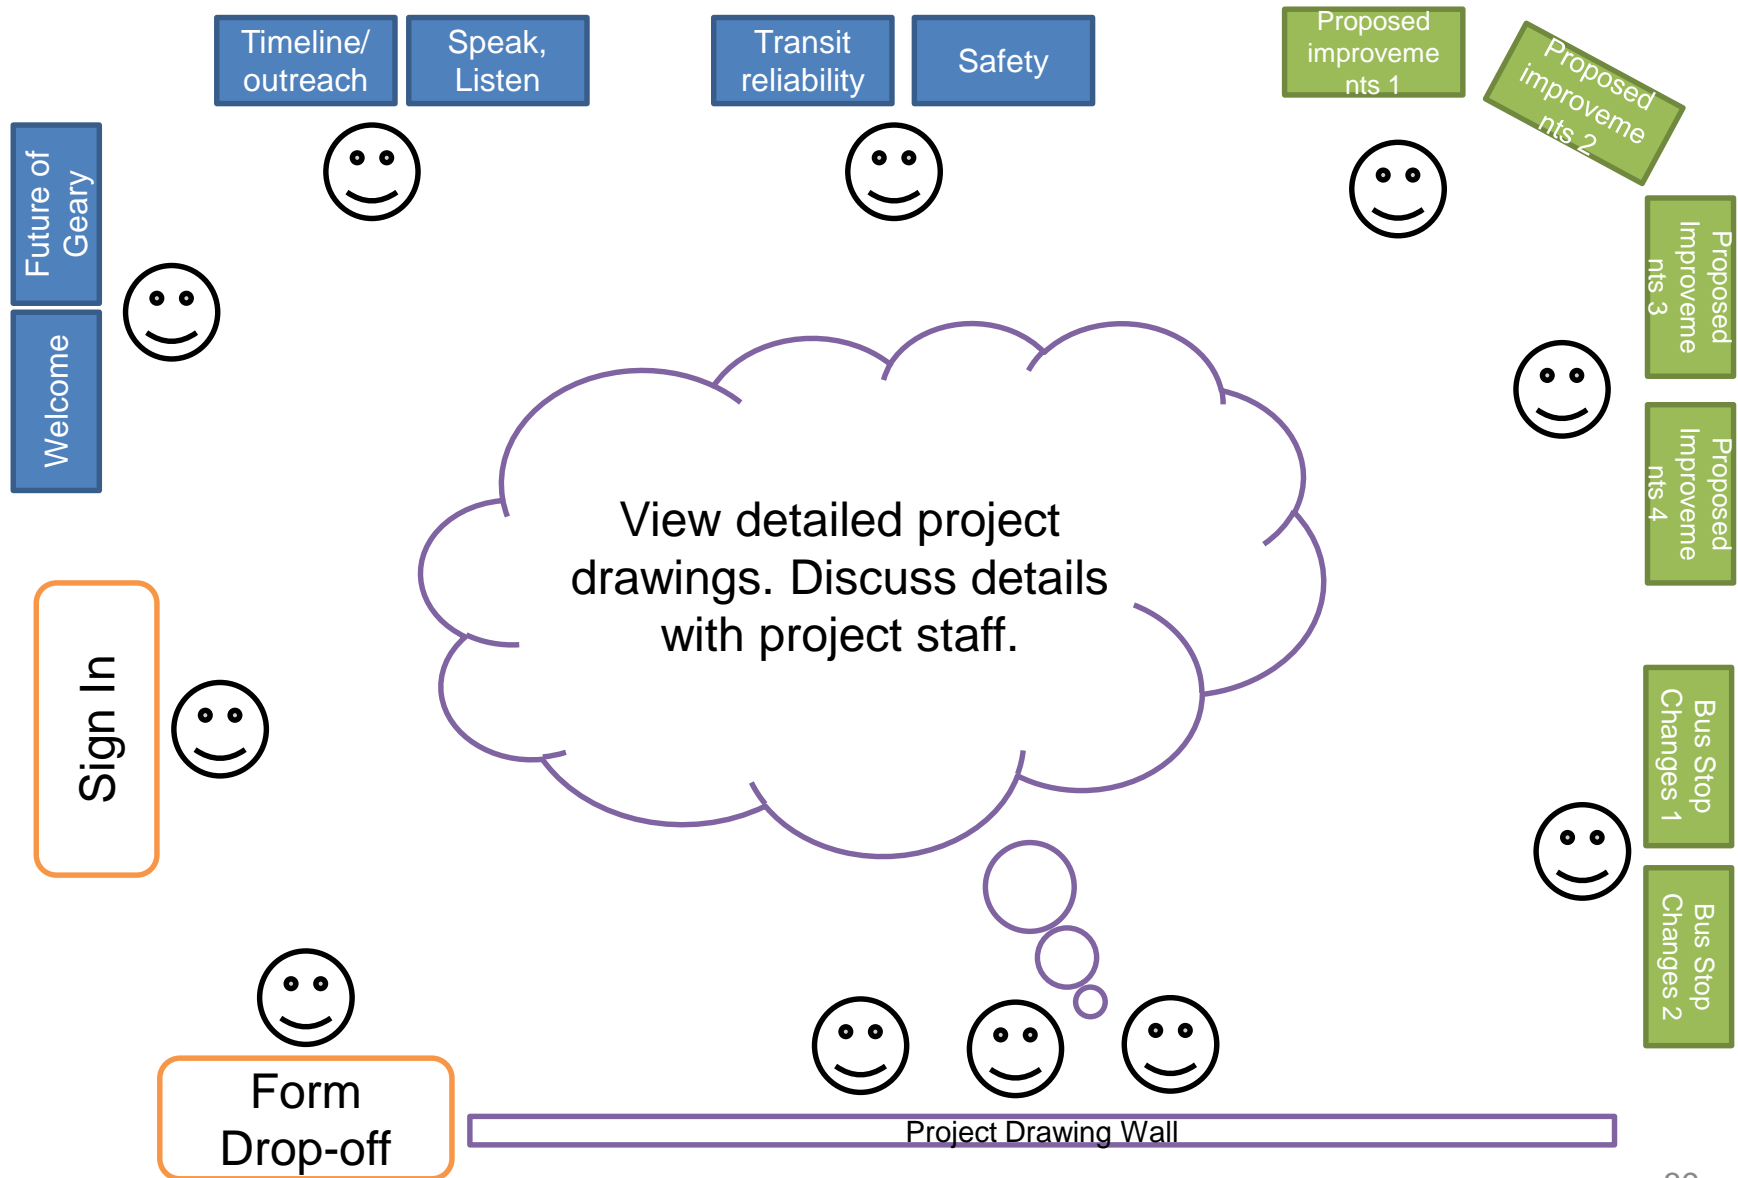 Timeline/
outreach
Speak,
Listen
Transit
reliability
Safety
Proposed
improveme
nts 1
Proposed
improveme
nts 2
Future of
Geary
Welcome
Proposed
Improveme
nts 3
Proposed
Improveme
nts 4
View detailed project
drawings. Discuss details
with project staff.
Sign In
Bus Stop
Changes 1
Bus Stop
Changes 2
Form
Drop-off
Project Drawing Wall